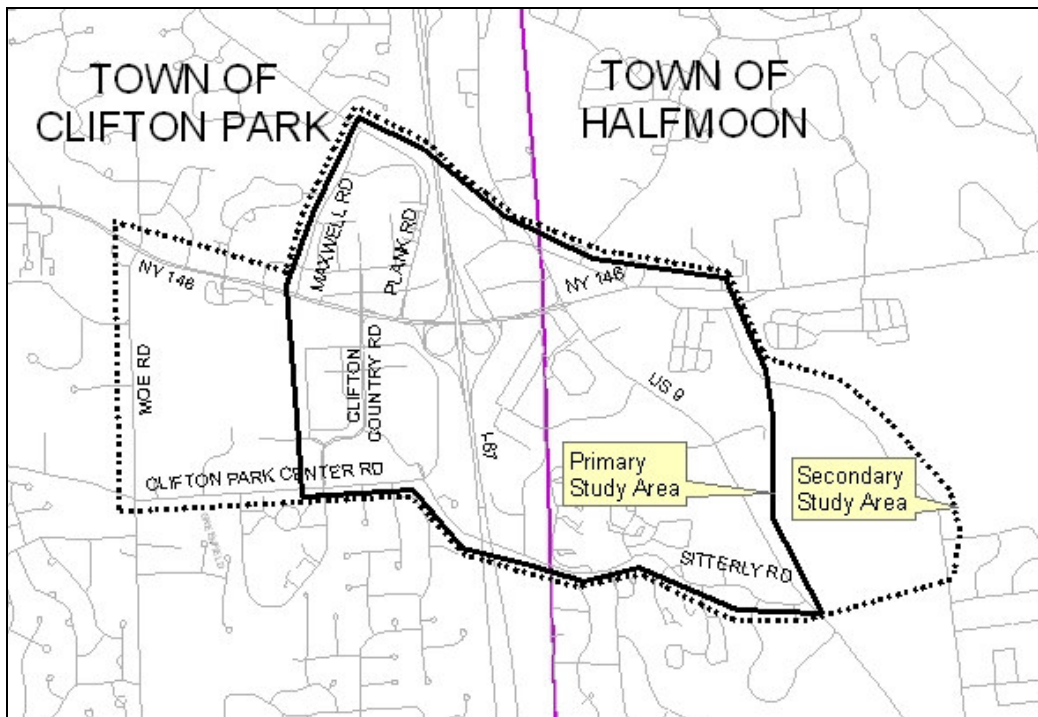 TOWN OF
CLIFTON PARK
TOWN OF
HALFMOON
MAXWELL RD
PLANK RD
NY 146
NY 146
MOE RD
CLIFTON
COUNTRY RD
US 9
I-87
CLIFTON PARK CENTER RD
Primary
Study Area
Secondary
Study Area
SITTERLY RD